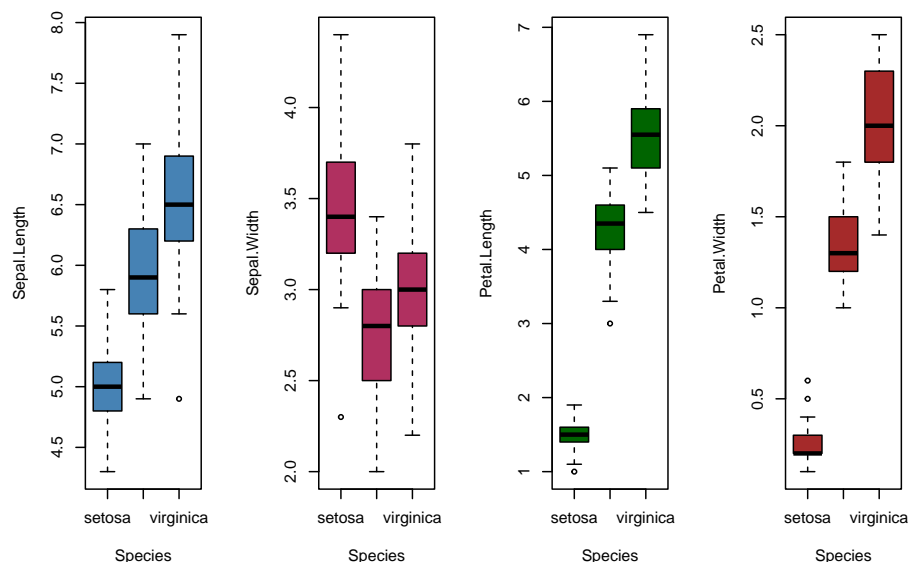 Sepal.Length
4.5 5.0 5.5 6.0 6.5 7.0 7.5 8.0
setosa virginica
Species
Sepal.Width
2.0 2.5 3.0 3.5 4.0
setosa virginica
Species
Petal.Length
1 2 3 4 5 6 7
setosa virginica
Species
Petal.Width
0.5 1.0 1.5 2.0 2.5
setosa virginica
Species